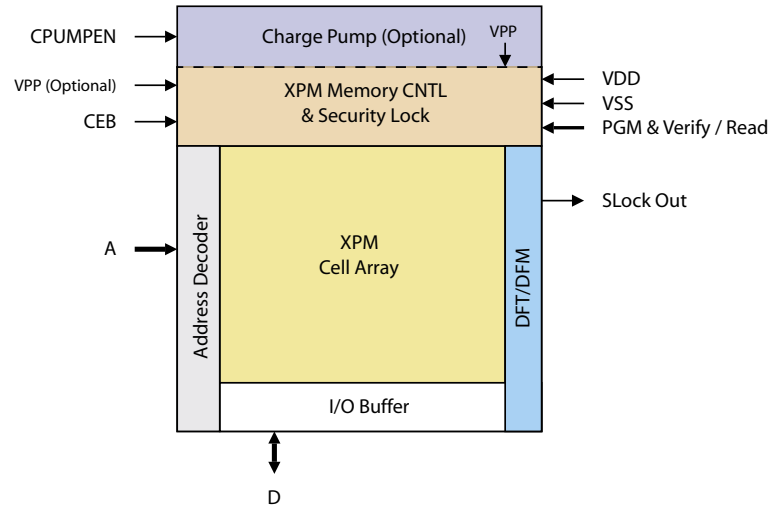 CPUMPEN
Charge Pump (Optional)
VPP
VPP (Optional)
XPM Memory CNTL
& Security Lock
VDD
VSS
CEB
PGM & Verify / Read
SLock Out
A
Address Decoder
XPM
Cell Array
DFT/DFM
I/O Buffer
D